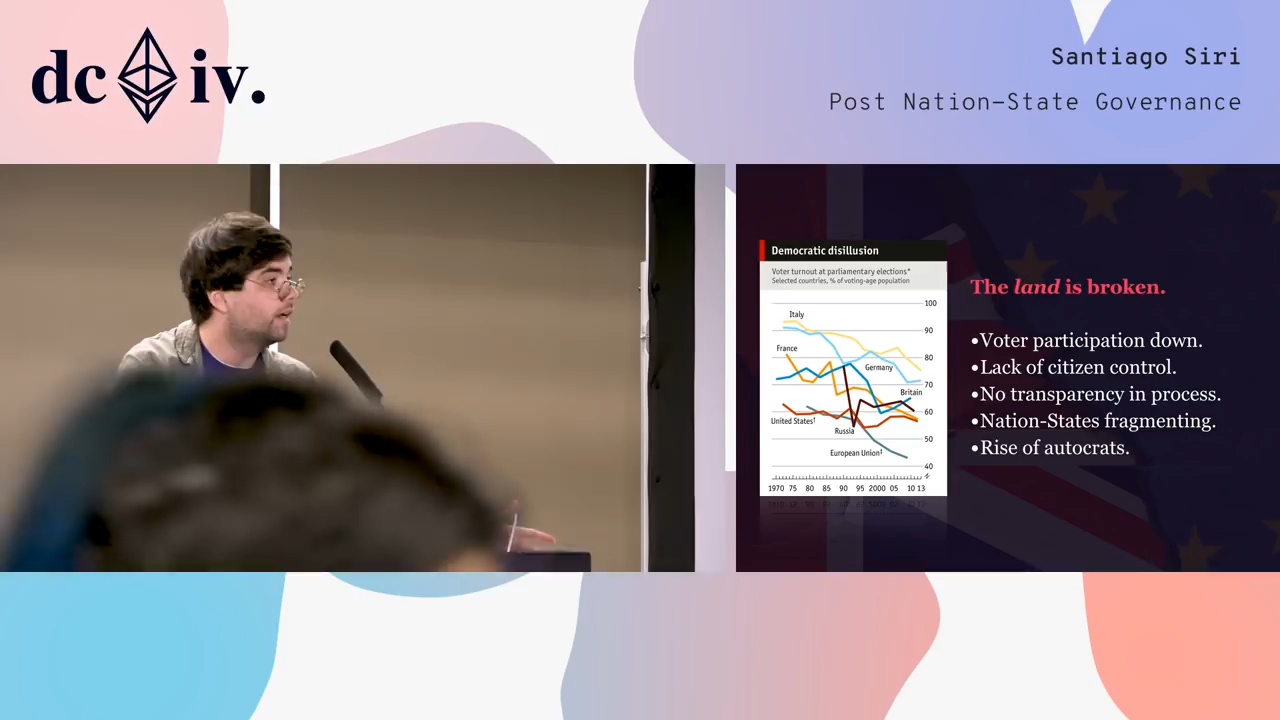 dc iv.
Santiago Siri
Post Nation-State Governance
Democratic disillusion
Voter turnout at parliamentary elections*
Selected countries, % of voting-age population
100
90
80
70
60
50
40
Italy
France
Germany
Britain
United States†
Russia
European Union‡
1970 75 80 85 90 95 2000 05 10 13
The land is broken.
•Voter participation down.
•Lack of citizen control.
•No transparency in process.
•Nation-States fragmenting.
•Rise of autocrats.